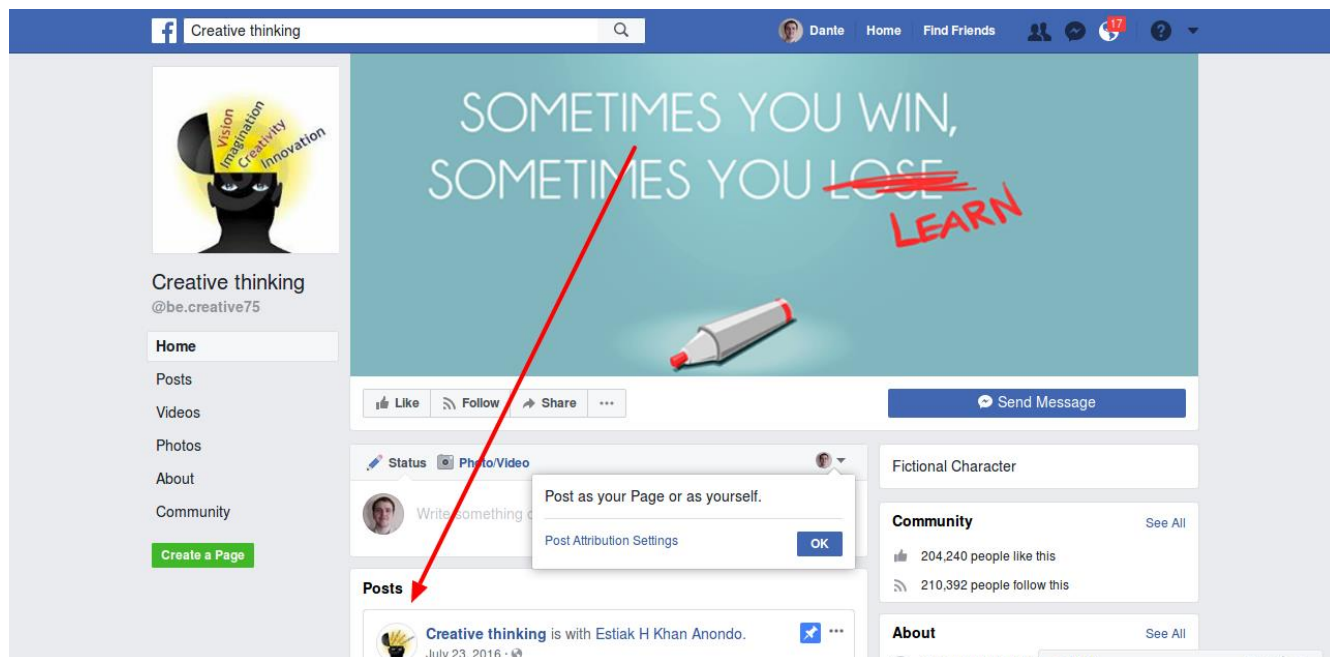 Creative thinking
Dante Home Find Friends 17
Vision
Imagination
Creativity
Innovation
SOMETIMES YOU WIN,
SOMETIMES YOU LOSE
LEARN
Creative thinking
@be.creative75
Home
Posts
Videos
Photos
About
Community
Create a Page
Like Follow Share
Send Message
Status Photo/Video
Write something
Post as your Page or as yourself.
Post Attribution Settings OK
Posts
Creative thinking is with Estiak H Khan Anondo.
July 23, 2016
Fictional Character
Community See All
204,240 people like this
210,392 people follow this
About See All